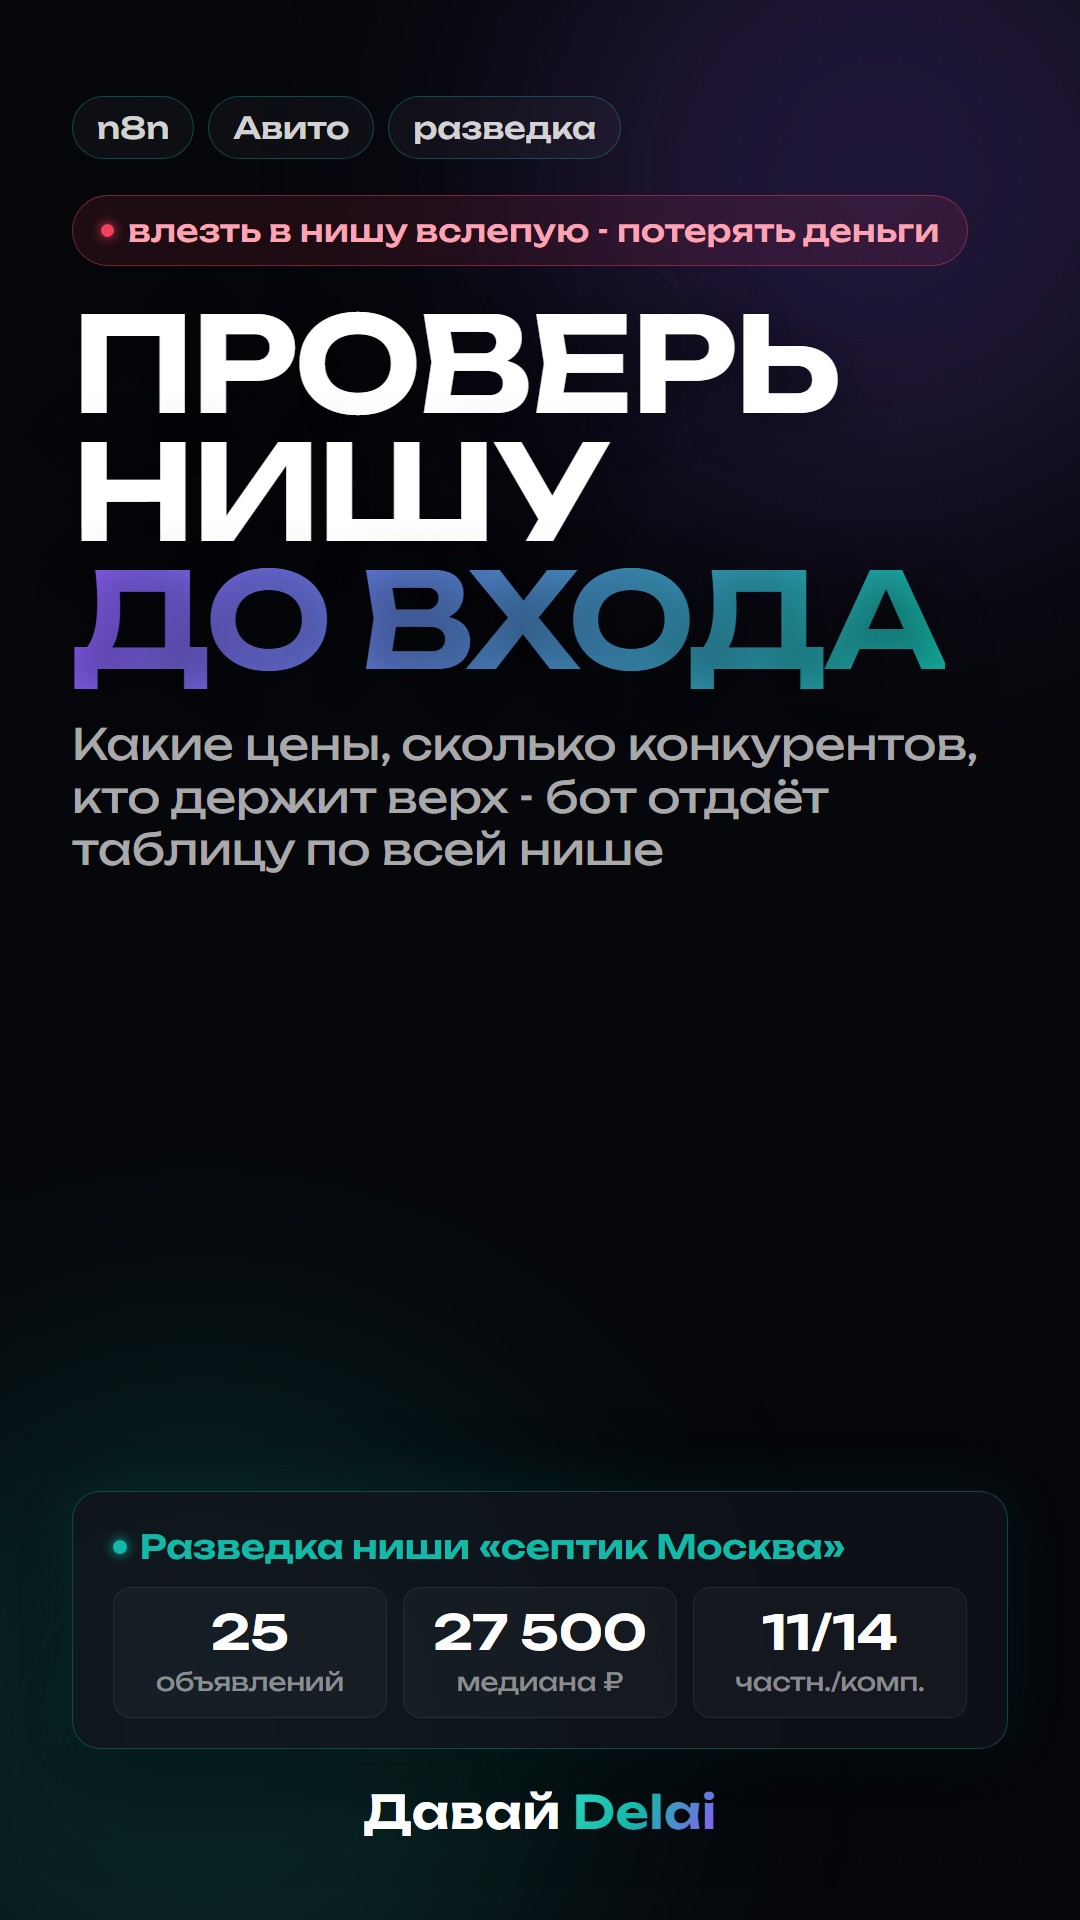 n8n Авито разведка
влезть в нишу вслепую - потерять деньги
ПРОВЕРЬ
НИШУ
ДО ВХОДА
Какие цены, сколько конкурентов,
кто держит верх - бот отдаёт
таблицу по всей нише
Разведка ниши «септик Москва»
25 27 500 11/14
объявлений медиана ₽ частн./комп.
Давай Delai